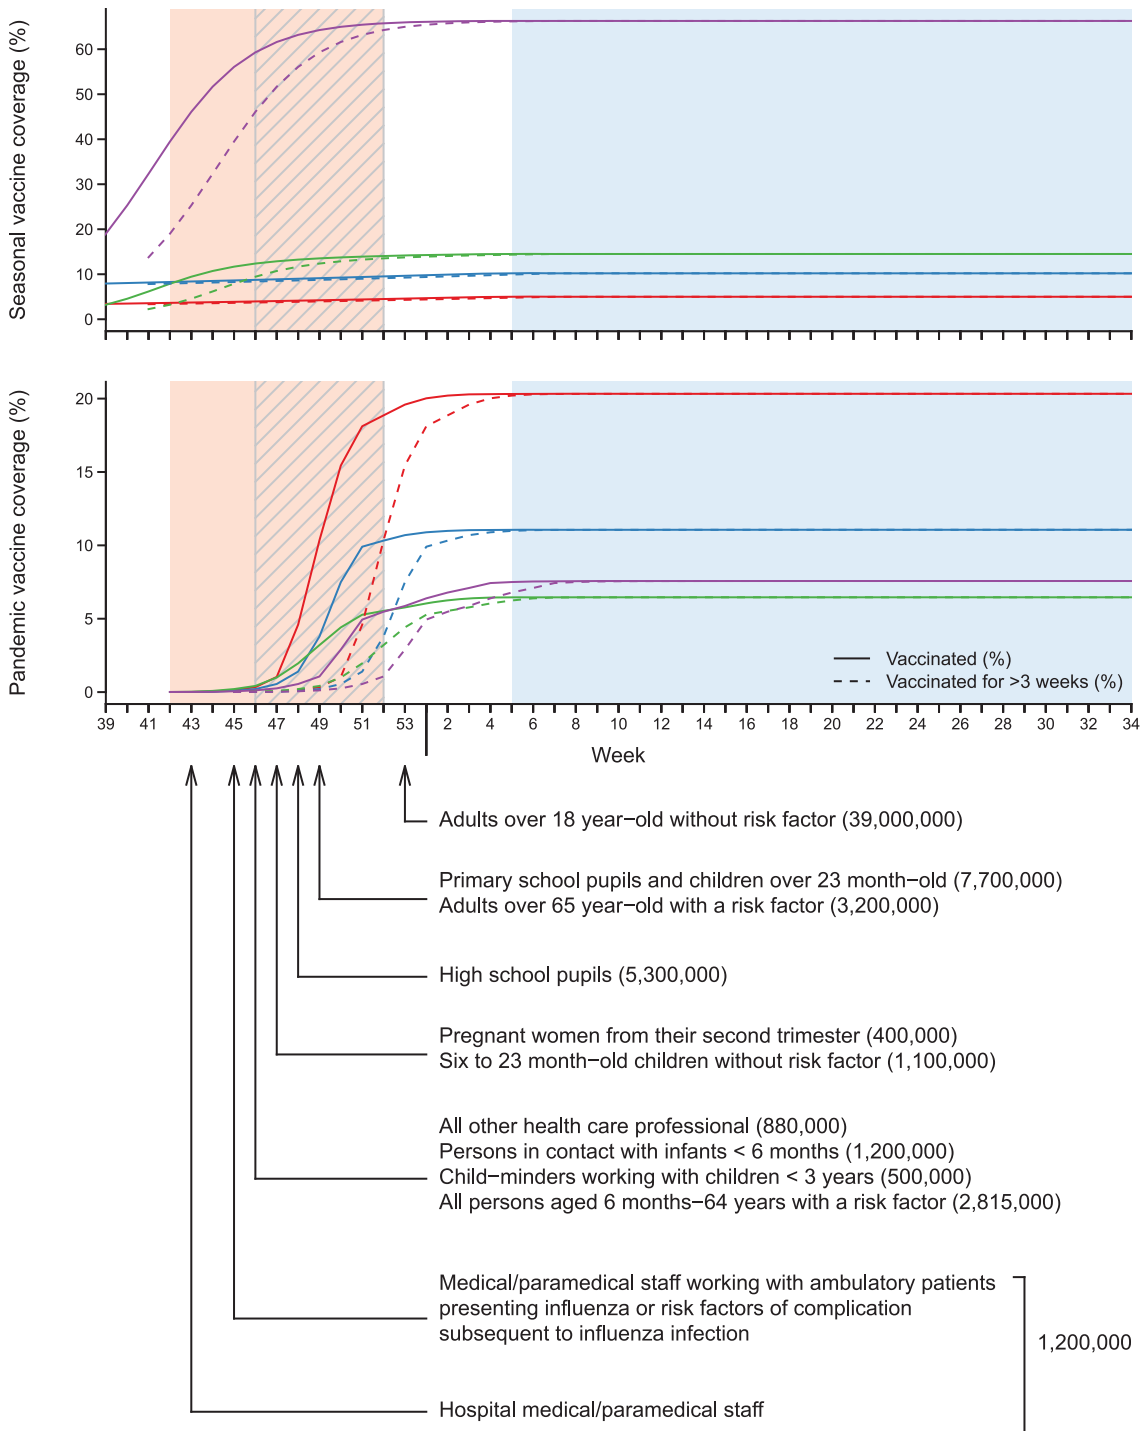 Seasonal vaccine coverage (%)
60
50
40
30
20
10
0
Pandemic vaccine coverage (%)
20
15
10
5
0
Vaccinated (%)
Vaccinated for >3 weeks (%)
39 41 43 45 47 49 51 53 2 4 6 8 10 12 14 16 18 20 22 24 26 28 30 32 34
Week
Adults over 18 year−old without risk factor (39,000,000)
Primary school pupils and children over 23 month−old (7,700,000)
Adults over 65 year−old with a risk factor (3,200,000)
High school pupils (5,300,000)
Pregnant women from their second trimester (400,000)
Six to 23 month−old children without risk factor (1,100,000)
All other health care professional (880,000)
Persons in contact with infants < 6 months (1,200,000)
Child−minders working with children < 3 years (500,000)
All persons aged 6 months−64 years with a risk factor (2,815,000)
Medical/paramedical staff working with ambulatory patients
presenting influenza or risk factors of complication
subsequent to influenza infection
1,200,000
Hospital medical/paramedical staff